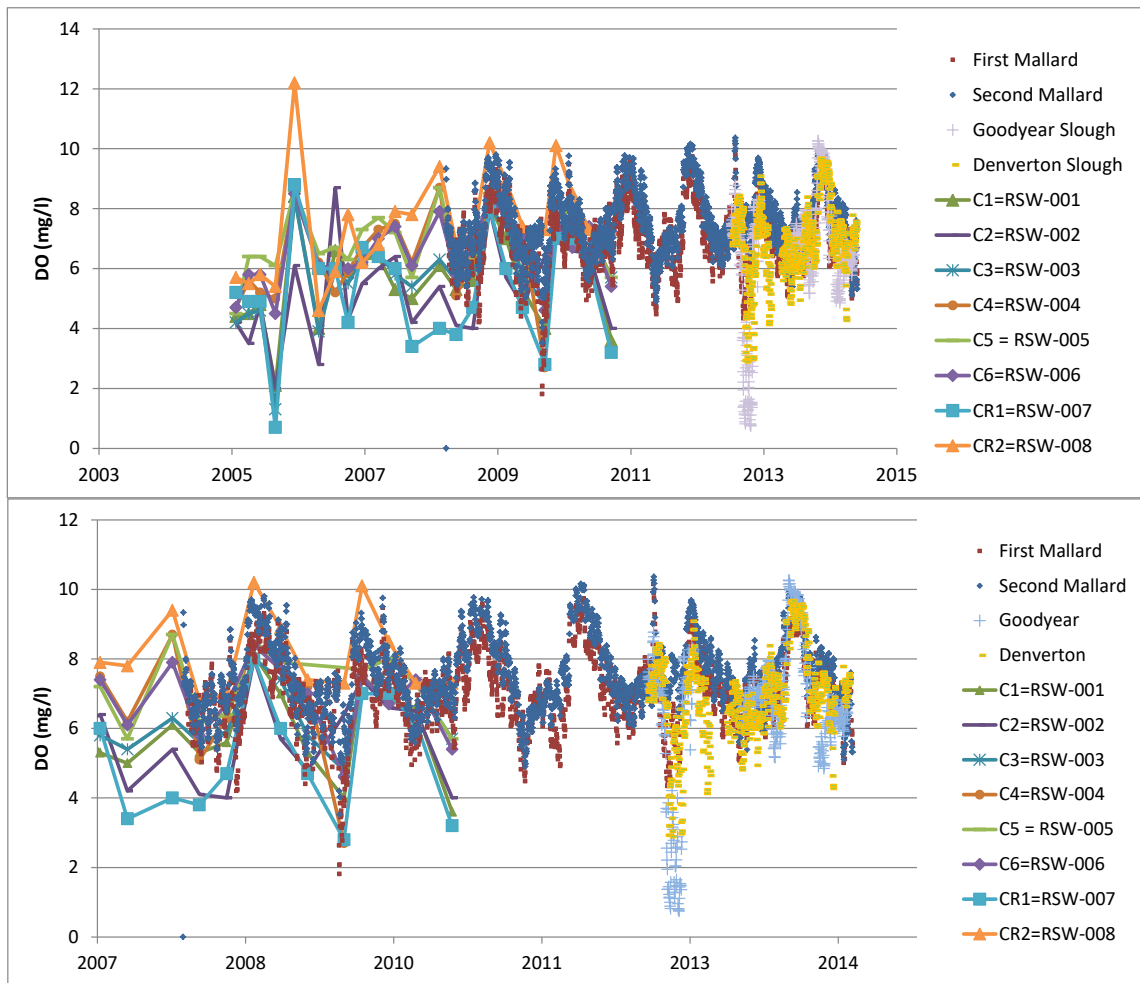 14
12
10
8
6
4
2
0
DO (mg/l)
2003 2005 2007 2009 2011 2013 2015
First Mallard
Second Mallard
Goodyear Slough
Denverton Slough
C1=RSW-001
C2=RSW-002
C3=RSW-003
C4=RSW-004
C5 = RSW-005
C6=RSW-006
CR1=RSW-007
CR2=RSW-008
12
10
8
6
4
2
0
DO (mg/l)
2007 2008 2010 2011 2013 2014
First Mallard
Second Mallard
Goodyear
Denverton
C1=RSW-001
C2=RSW-002
C3=RSW-003
C4=RSW-004
C5 = RSW-005
C6=RSW-006
CR1=RSW-007
CR2=RSW-008